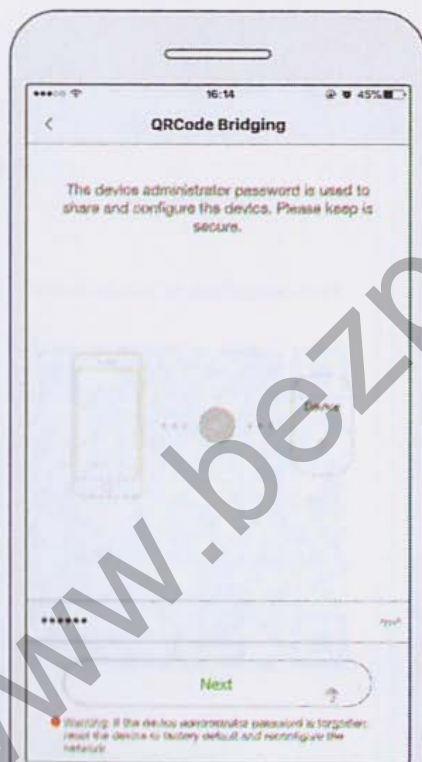 16:14
45%
QRCode Bridging
The device administrator password is used to
share and configure the device. Please keep is
secure.
Device
••••••
Next
Warning: If the device administrator password is forgotten,
reset the device to factory default and reconfigure the
network
www.bezp